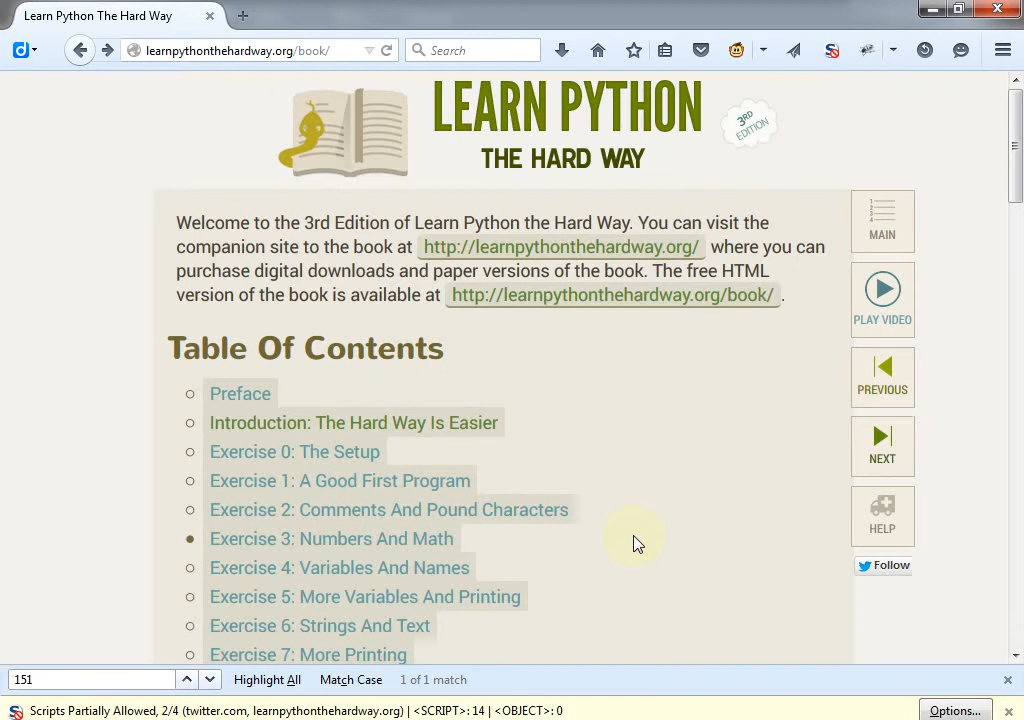 Learn Python The Hard Way
learnpythonthehardway.org/book/
Search
LEARN PYTHON
THE HARD WAY
3RD
EDITION
Welcome to the 3rd Edition of Learn Python the Hard Way. You can visit the
companion site to the book at http://learnpythonthehardway.org/ where you can
purchase digital downloads and paper versions of the book. The free HTML
version of the book is available at http://learnpythonthehardway.org/book/ .
Table Of Contents
Preface
Introduction: The Hard Way Is Easier
Exercise 0: The Setup
Exercise 1: A Good First Program
Exercise 2: Comments And Pound Characters
Exercise 3: Numbers And Math
Exercise 4: Variables And Names
Exercise 5: More Variables And Printing
Exercise 6: Strings And Text
Exercise 7: More Printing
MAIN
PLAY VIDEO
PREVIOUS
NEXT
HELP
Follow
151
Highlight All
Match Case
1 of 1 match
Scripts Partially Allowed, 2/4 (twitter.com, learnpythonthehardway.org) | <SCRIPT>: 14 | <OBJECT>: 0
Options...